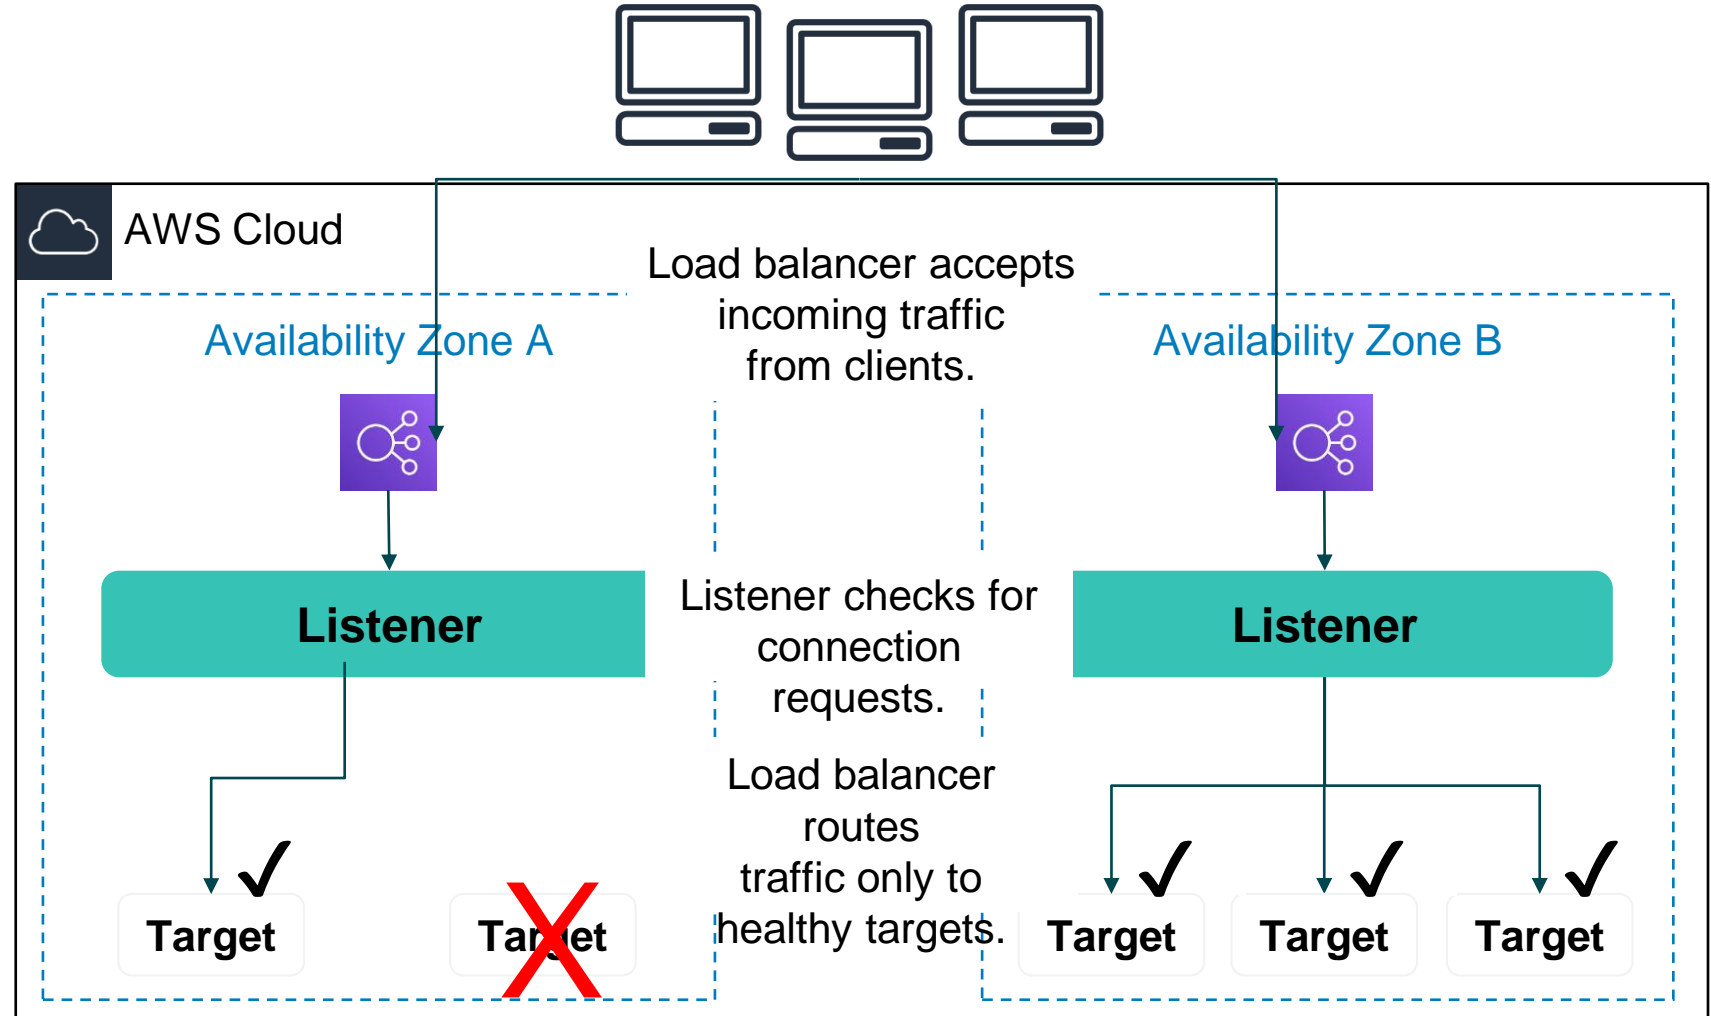 AWS Cloud
Load balancer accepts
incoming traffic
from clients.
Availability Zone A
Availability Zone B
Listener
Listener checks for
connection
requests.
Listener
Load balancer
routes
traffic only to
healthy targets.
Target
Target
Target
Target
Target